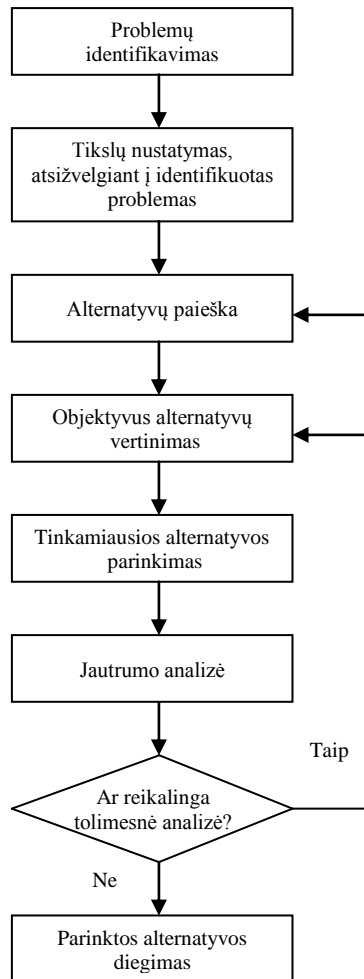 Problemų
identifikavimas
Tikslų nustatymas,
atsižvelgiant į identifikuotas
problemas
Alternatyvų paieška
Objektyvus alternatyvų
vertinimas
Tinkamiausios alternatyvos
parinkimas
Jautrumo analizė
Taip
Ar reikalinga
tolimesnė analizė?
Ne
Parinktos alternatyvos
diegimas